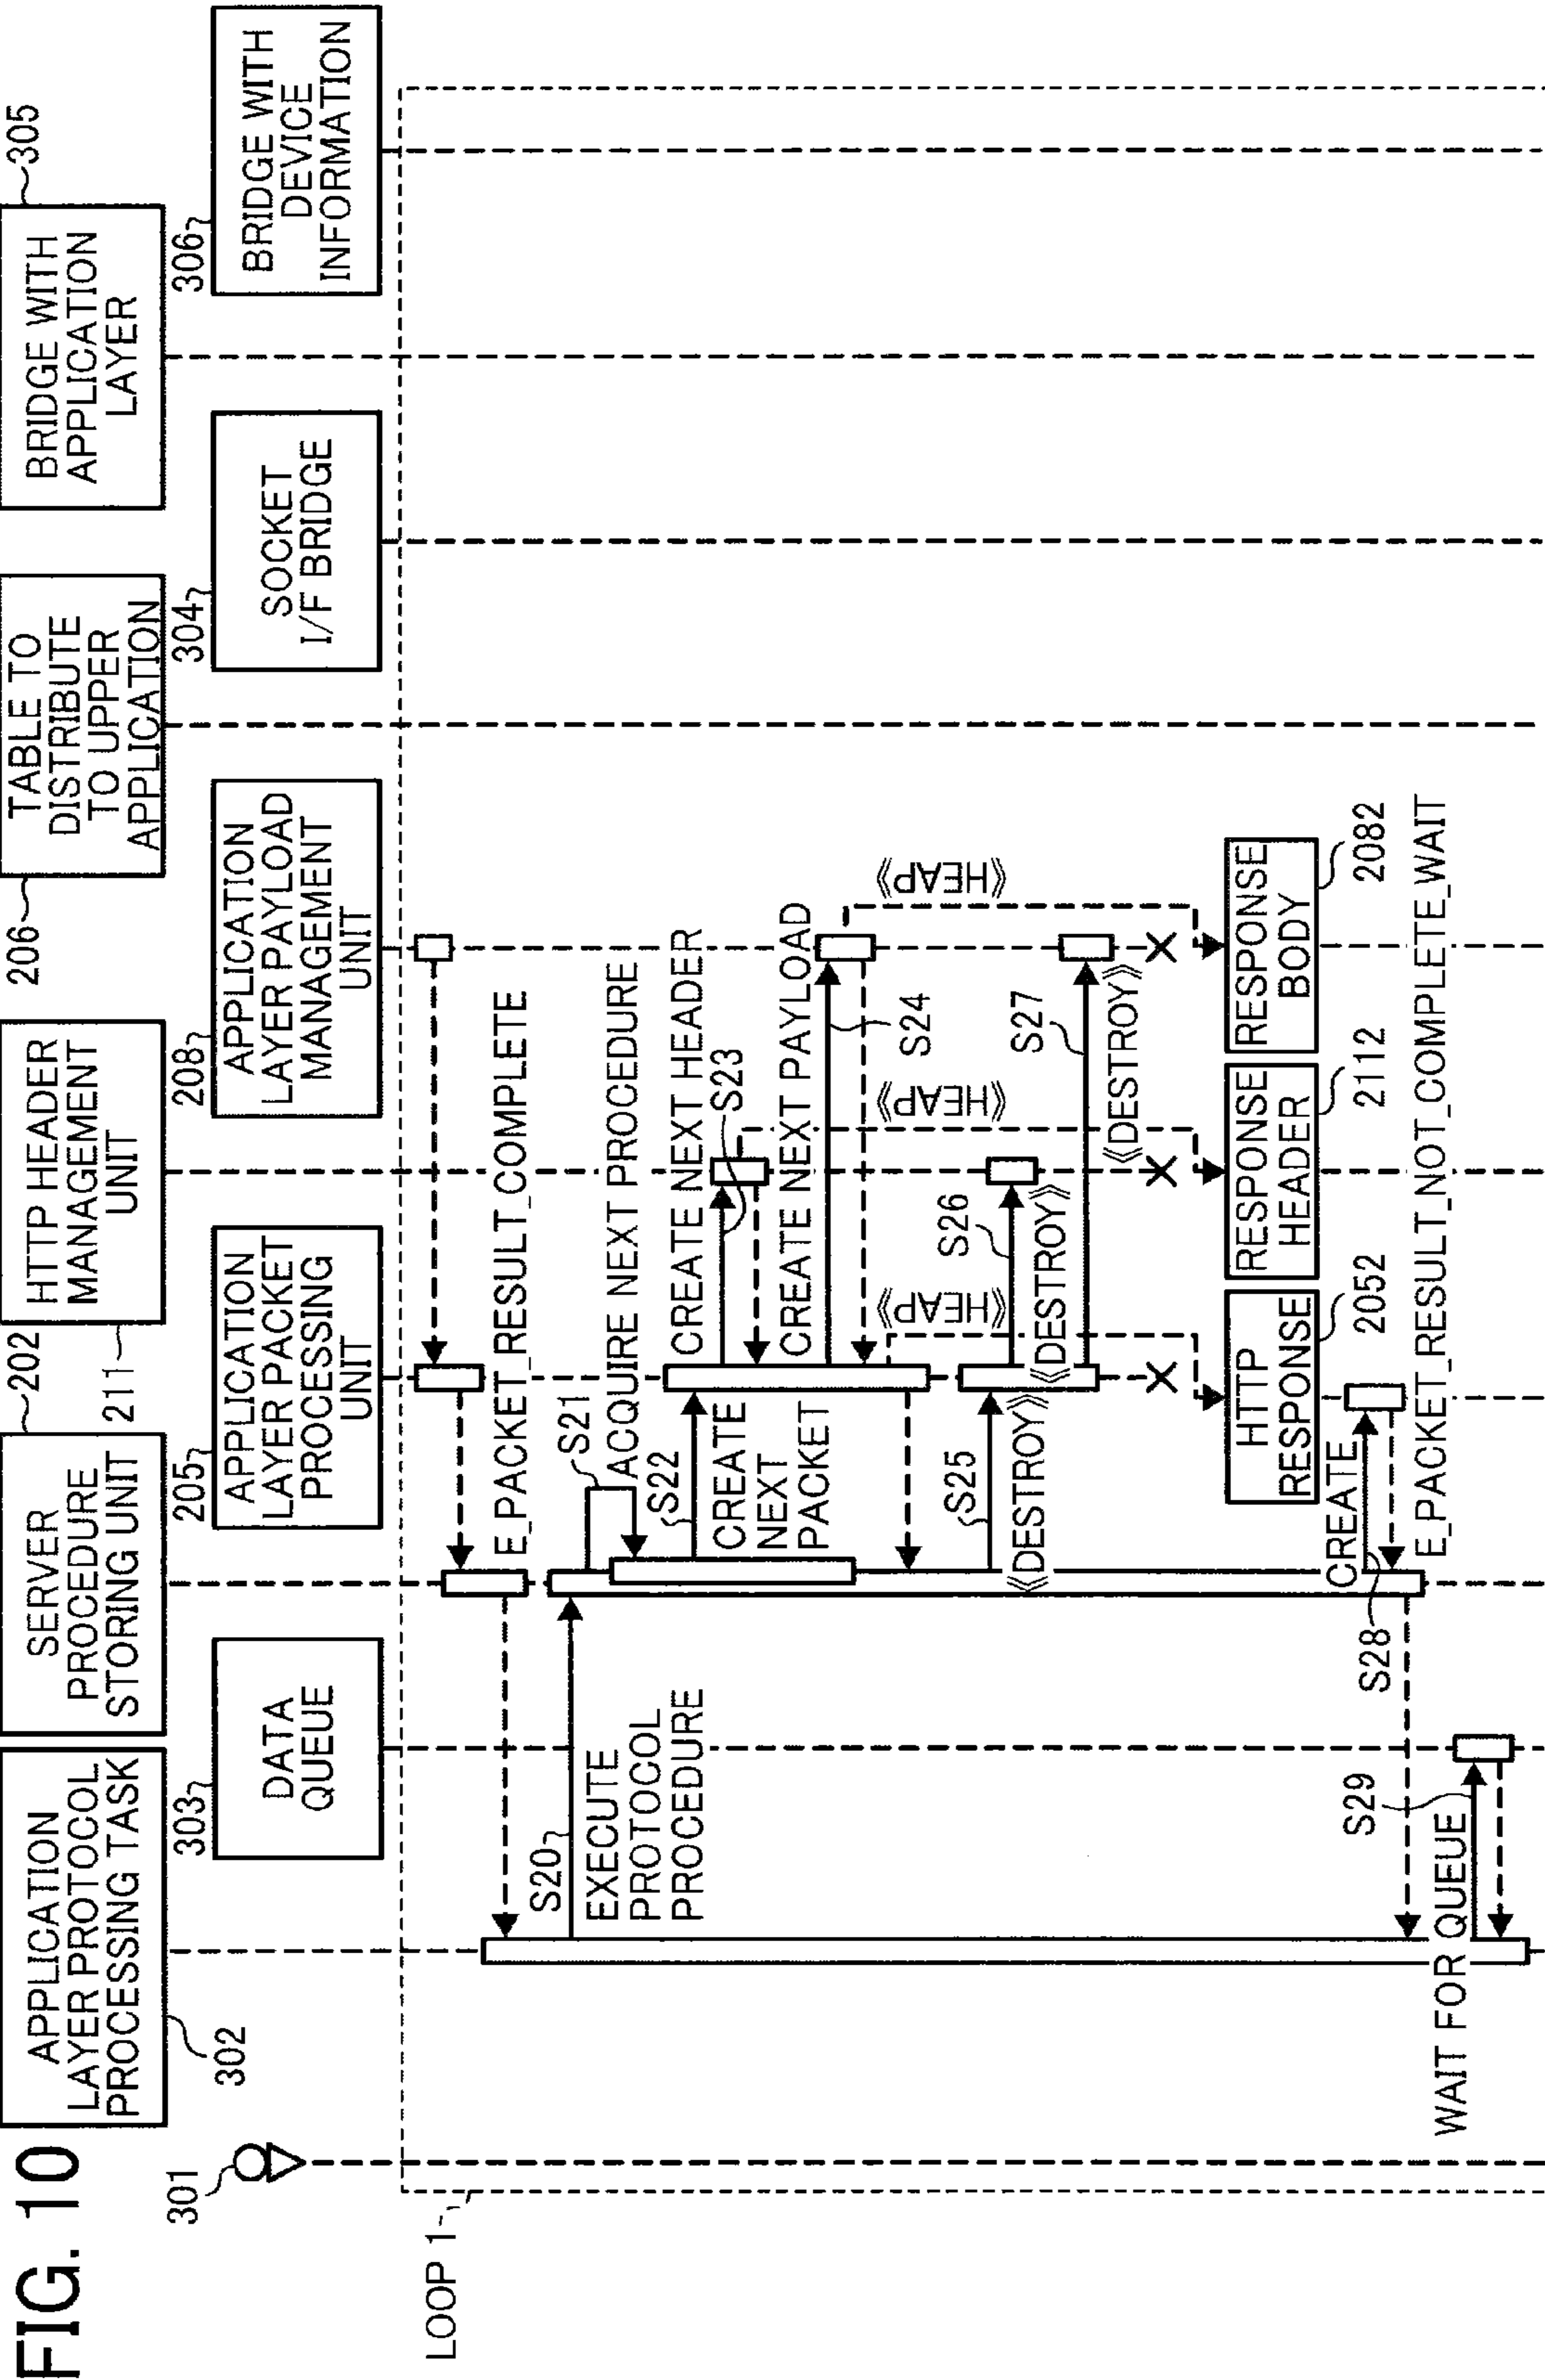 FIG. 10
301
APPLICATION
LAYER PROTOCOL
PROCESSING TASK
302
SERVER
PROCEDURE
STORING UNIT
202
HTTP HEADER
MANAGEMENT
UNIT
211
TABLE TO
DISTRIBUTE
TO UPPER
APPLICATION
206
BRIDGE WITH
APPLICATION
LAYER
305
303
DATA
QUEUE
205
APPLICATION
LAYER PACKET
PROCESSING
UNIT
208
APPLICATION
LAYER PAYLOAD
MANAGEMENT
UNIT
304
SOCKET
I/F BRIDGE
306
BRIDGE WITH
DEVICE
INFORMATION
LOOP 1
E_PACKET_RESULT_COMPLETE
S20
EXECUTE
PROTOCOL
PROCEDURE
S21
ACQUIRE NEXT PROCEDURE
S22
CREATE
NEXT
PACKET
CREATE NEXT HEADER
S23
CREATE NEXT PAYLOAD
S24
《HEAP》
《HEAP》
《HEAP》
S25
《DESTROY》
S26
《DESTROY》
S27
《DESTROY》
HTTP
RESPONSE
2052
RESPONSE
HEADER
2112
RESPONSE
BODY
2082
CREATE
S28
E_PACKET_RESULT_NOT_COMPLETE_WAIT
S29
WAIT FOR QUEUE